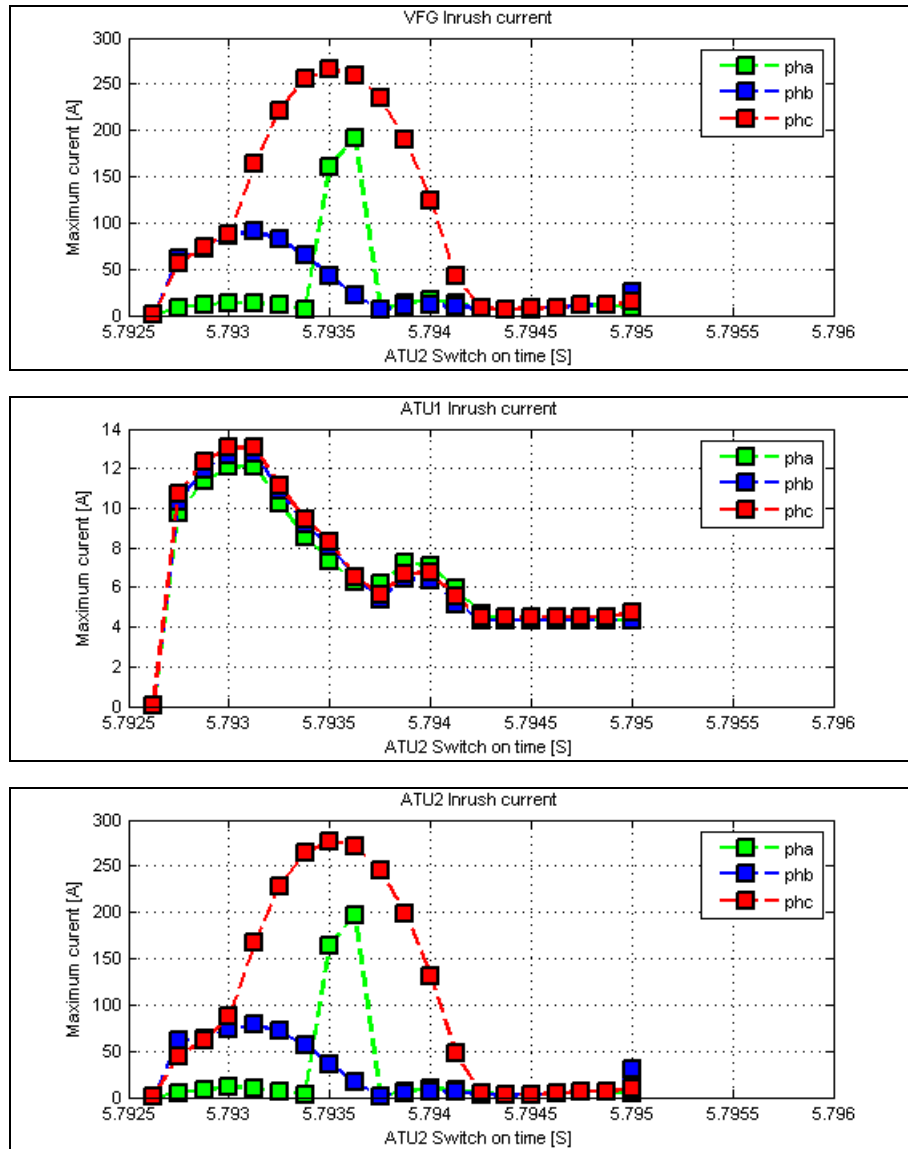 VFG Inrush current
300
250
200
150
100
50
0
Maximum curent [A]
5.7925 5.793 5.7935 5.794 5.7945 5.795 5.7955 5.796
ATU2 Switch on time [S]
pha
phb
phc
ATU1 Inrush current
14
12
10
8
6
4
2
0
Maximum curent [A]
5.7925 5.793 5.7935 5.794 5.7945 5.795 5.7955 5.796
ATU2 Switch on time [S]
pha
phb
phc
ATU2 Inrush current
300
250
200
150
100
50
0
Maximum curent [A]
5.7925 5.793 5.7935 5.794 5.7945 5.795 5.7955 5.796
ATU2 Switch on time [S]
pha
phb
phc